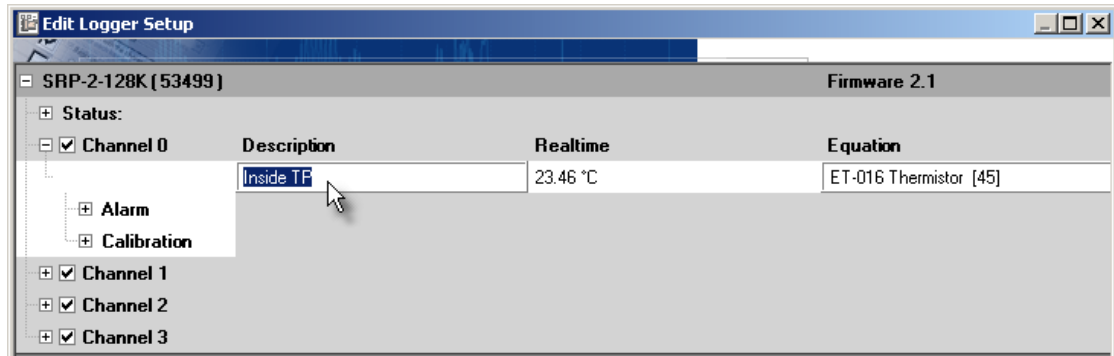 Edit Logger Setup
SRP-2-128K (53499) Firmware 2.1
Status:
Channel 0 Description Realtime Equation
Inside TP 23.46 °C ET-016 Thermistor [45]
Alarm
Calibration
Channel 1
Channel 2
Channel 3